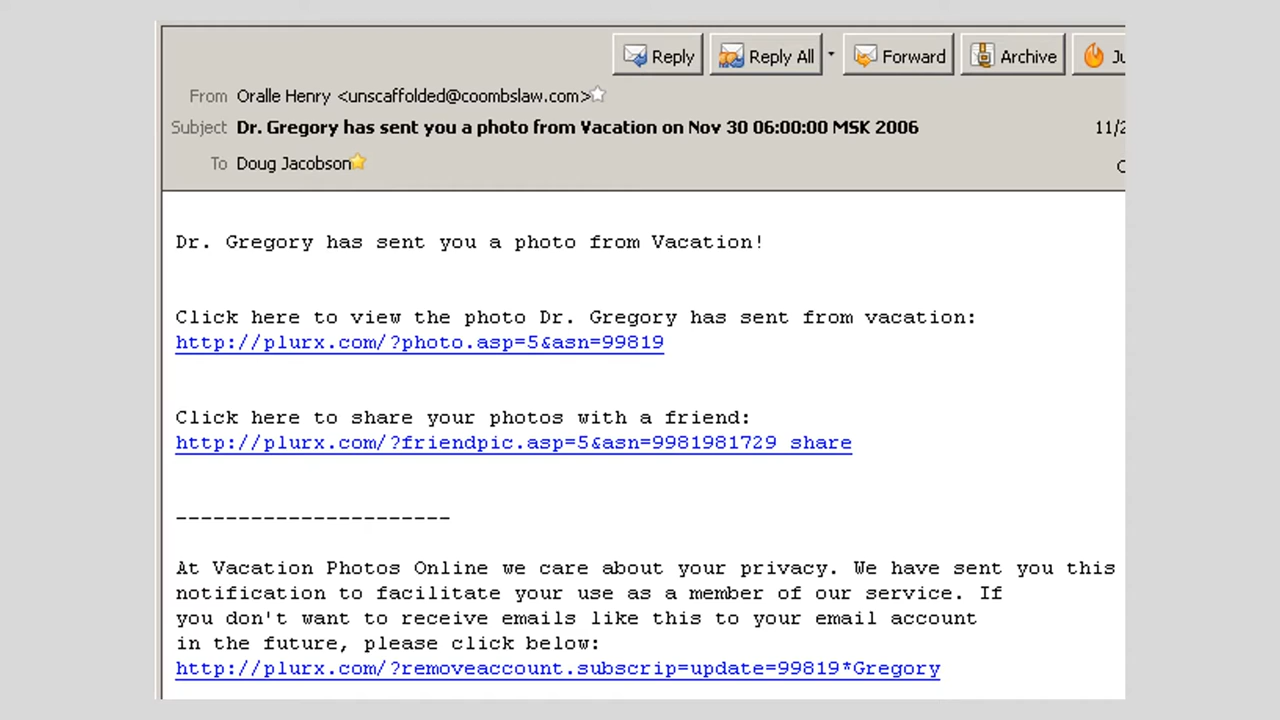 Reply Reply All Forward Archive Ju
From Oralle Henry <unscaffolded@coombslaw.com>
Subject Dr. Gregory has sent you a photo from Vacation on Nov 30 06:00:00 MSK 2006 11/2
To Doug Jacobson
Dr. Gregory has sent you a photo from Vacation!
Click here to view the photo Dr. Gregory has sent from vacation:
http://plurx.com/?photo.asp=5&asn=99819
Click here to share your photos with a friend:
http://plurx.com/?friendpic.asp=5&asn=9981981729 share
----------------------
At Vacation Photos Online we care about your privacy. We have sent you this
notification to facilitate your use as a member of our service. If
you don't want to receive emails like this to your email account
in the future, please click below:
http://plurx.com/?removeaccount.subscrip=update=99819*Gregory